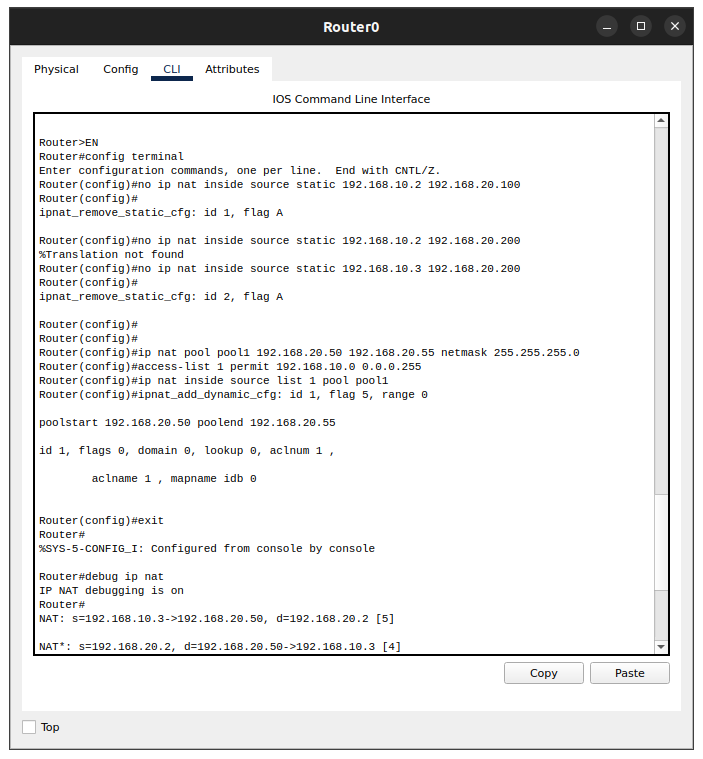 Router0
Physical Config CLI Attributes
IOS Command Line Interface
Router>EN
Router#config terminal
Enter configuration commands, one per line.  End with CNTL/Z.
Router(config)#no ip nat inside source static 192.168.10.2 192.168.20.100
Router(config)#
ipnat_remove_static_cfg: id 1, flag A
Router(config)#no ip nat inside source static 192.168.10.2 192.168.20.200
%Translation not found
Router(config)#no ip nat inside source static 192.168.10.3 192.168.20.200
Router(config)#
ipnat_remove_static_cfg: id 2, flag A
Router(config)#
Router(config)#
Router(config)#ip nat pool pool1 192.168.20.50 192.168.20.55 netmask 255.255.255.0
Router(config)#access-list 1 permit 192.168.10.0 0.0.0.255
Router(config)#ip nat inside source list 1 pool pool1
Router(config)#ipnat_add_dynamic_cfg: id 1, flag 5, range 0
poolstart 192.168.20.50 poolend 192.168.20.55
id 1, flags 0, domain 0, lookup 0, aclnum 1 ,
aclname 1 , mapname idb 0
Router(config)#exit
Router#
%SYS-5-CONFIG_I: Configured from console by console
Router#debug ip nat
IP NAT debugging is on
Router#
NAT: s=192.168.10.3->192.168.20.50, d=192.168.20.2 [5]
NAT*: s=192.168.20.2, d=192.168.20.50->192.168.10.3 [4]
Copy Paste
Top